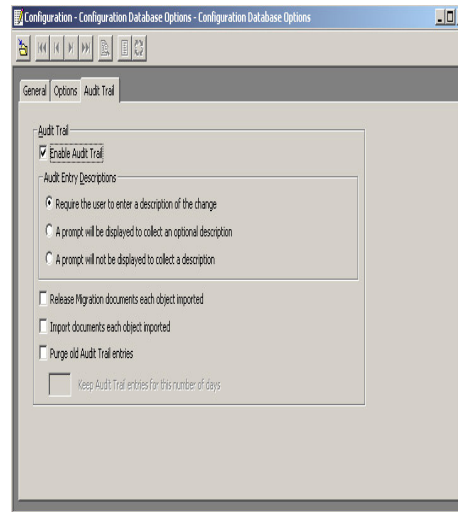 Configuration - Configuration Database Options - Configuration Database Options
General Options Audit Trail
Audit Trail
Enable Audit Trail
Audit Entry Descriptions
Require the user to enter a description of the change
A prompt will be displayed to collect an optional description
A prompt will not be displayed to collect a description
Release Migration documents each object imported
Import documents each object imported
Purge old Audit Trail entries
Keep Audit Trail entries for this number of days